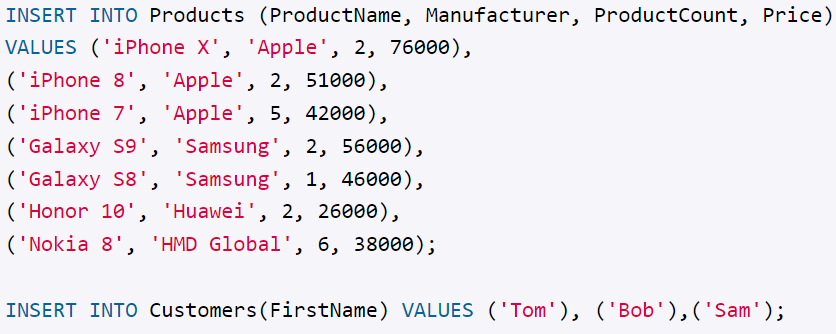 INSERT INTO Products (ProductName, Manufacturer, ProductCount, Price)
VALUES ('iPhone X', 'Apple', 2, 76000),
('iPhone 8', 'Apple', 2, 51000),
('iPhone 7', 'Apple', 5, 42000),
('Galaxy S9', 'Samsung', 2, 56000),
('Galaxy S8', 'Samsung', 1, 46000),
('Honor 10', 'Huawei', 2, 26000),
('Nokia 8', 'HMD Global', 6, 38000);
INSERT INTO Customers(FirstName) VALUES ('Tom'), ('Bob'),('Sam');